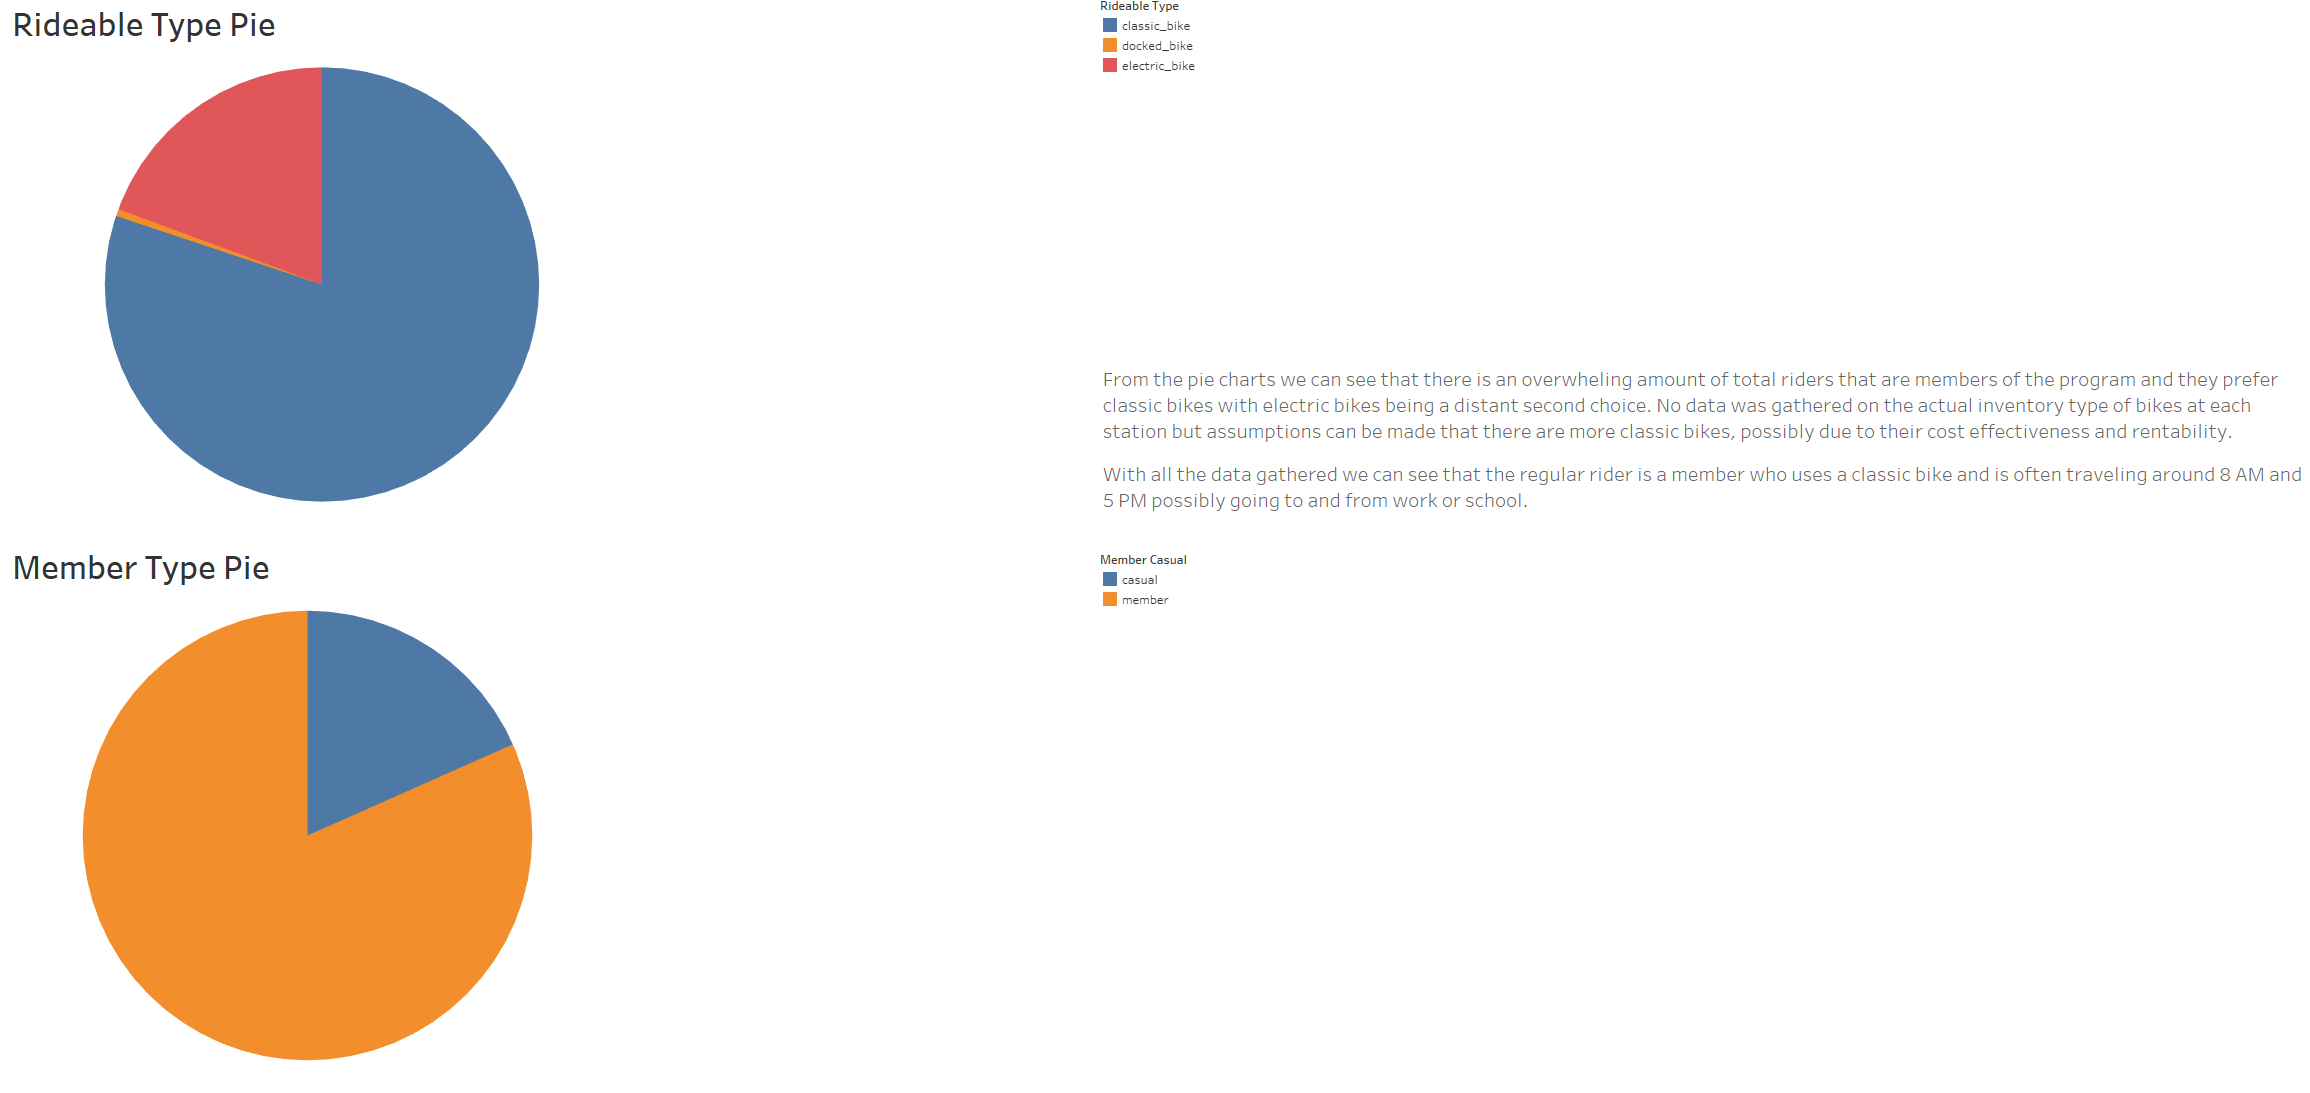 Rideable Type Pie
Rideable Type
classic_bike
docked_bike
electric_bike
From the pie charts we can see that there is an overwheling amount of total riders that are members of the program and they prefer
classic bikes with electric bikes being a distant second choice. No data was gathered on the actual inventory type of bikes at each
station but assumptions can be made that there are more classic bikes, possibly due to their cost effectiveness and rentability.
With all the data gathered we can see that the regular rider is a member who uses a classic bike and is often traveling around 8 AM and
5 PM possibly going to and from work or school.
Member Type Pie
Member Casual
casual
member